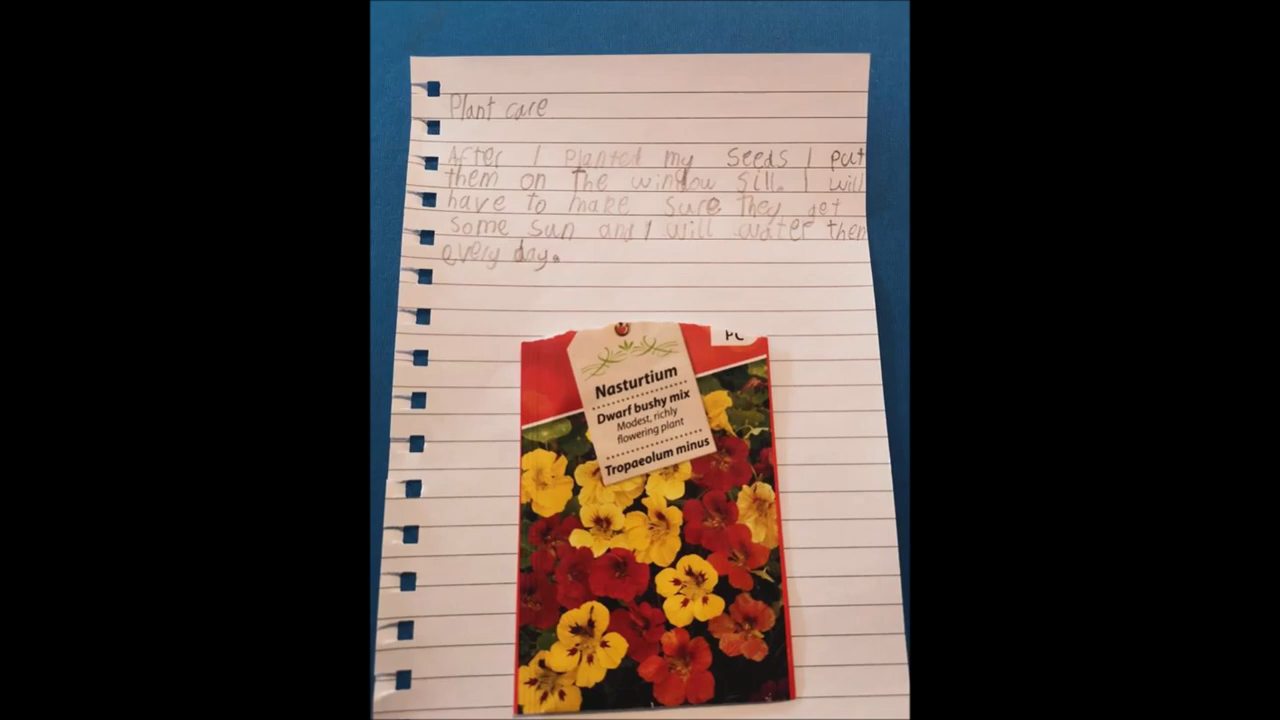 Plant care
After I planted my seeds I put
them on the window sill. I will
have to make sure they get
some sun and I will water them
every day.
PC
Nasturtium
Dwarf bushy mix
Modest, richly
flowering plant
Tropaeolum minus